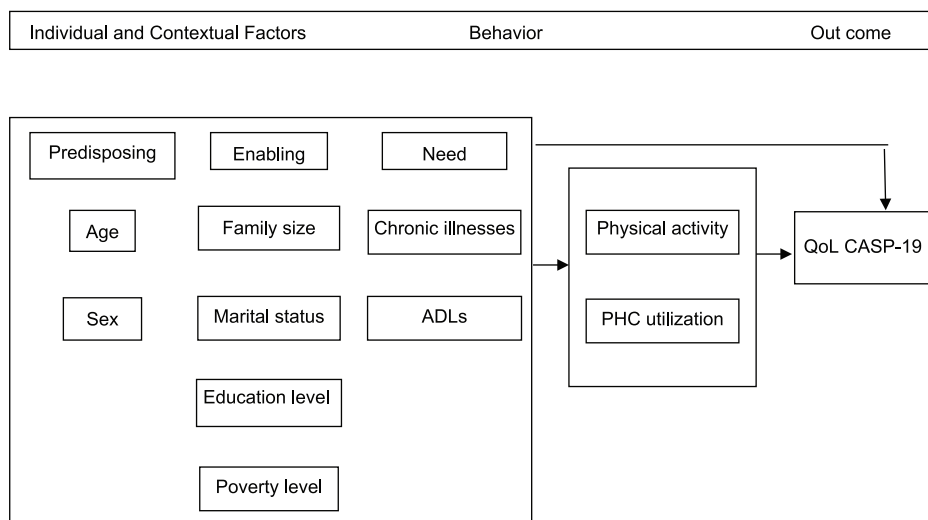 Individual and Contextual Factors Behavior Out come
Predisposing Enabling Need
Age Family size Chronic illnesses Physical activity
QoL CASP-19
Sex Marital status ADLs PHC utilization
Education level
Poverty level